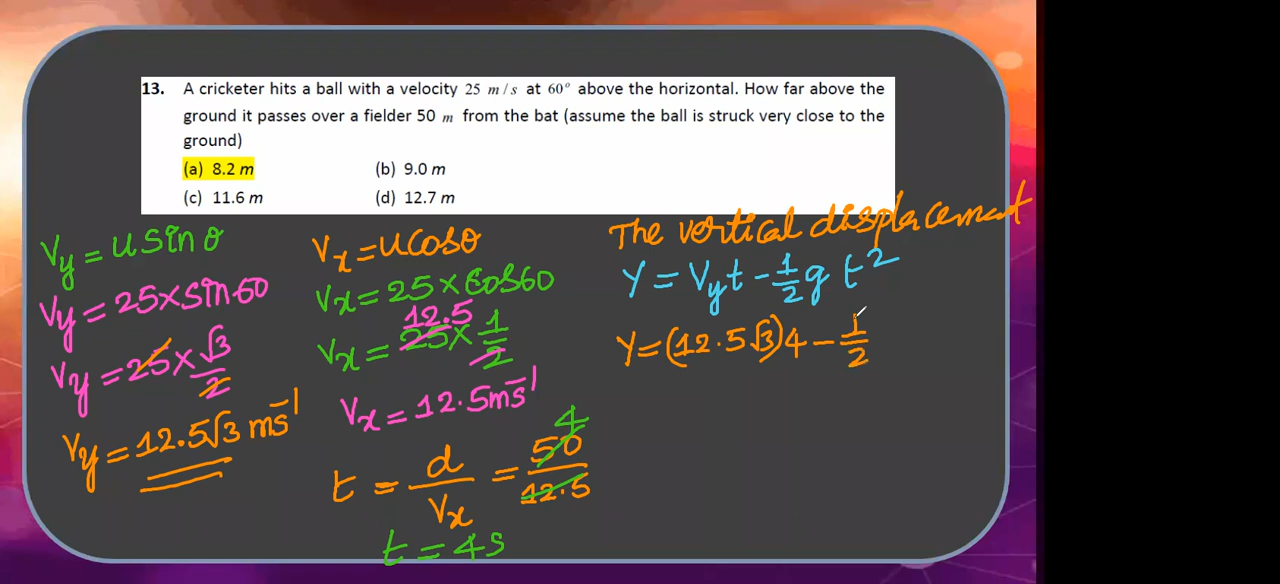 13. A cricketer hits a ball with a velocity 25 m/s at 60° above the horizontal. How far above the
ground it passes over a fielder 50 m from the bat (assume the ball is struck very close to the
ground)
(a) 8.2 m (b) 9.0 m
(c) 11.6 m (d) 12.7 m
Vy = u sin θ
Vy = 25 × sin 60
Vy = 25 × √3/2
Vy = 12.5√3 ms⁻¹
Vx = u cos θ
Vx = 25 × cos 60
12.5
Vx = 25 × 1/2
Vx = 12.5 ms⁻¹
4
t = d/Vx = 50/12.5
t = 4s
The vertical displacement
Y = Vyt - 1/2 g t²
Y = (12.5√3)4 - 1/2